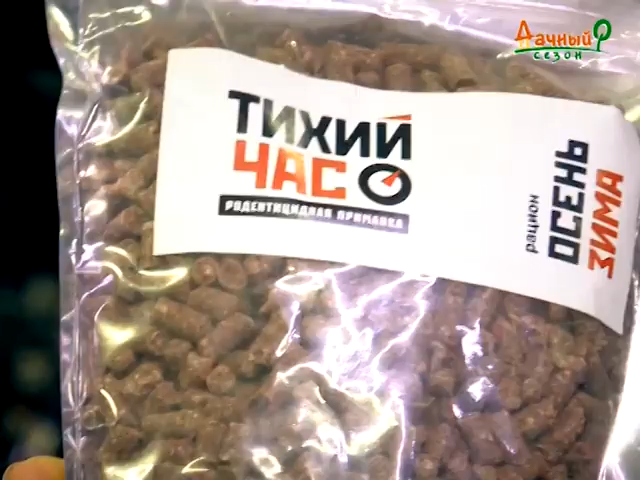 Дачный
сезон
ТИХИЙ
ЧАС
РОДЕНТИЦИДНАЯ ПРИМАНКА
рацион
ОСЕНЬ
ЗИМА